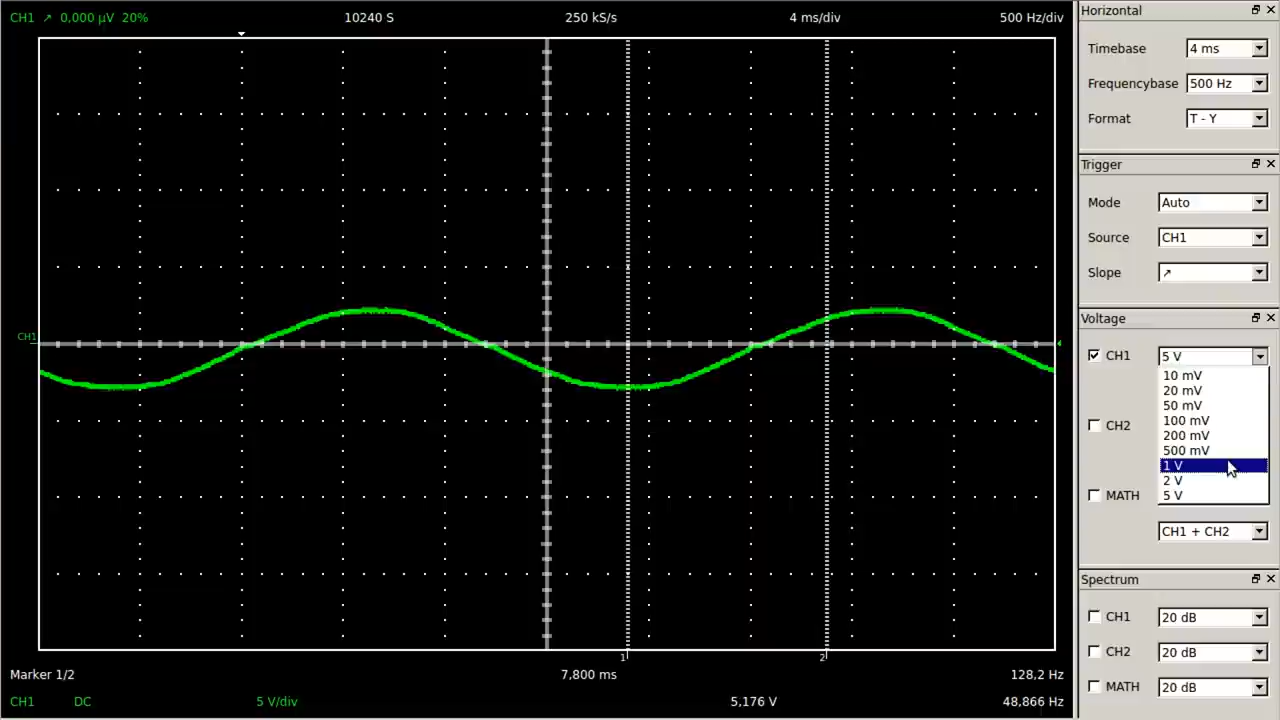 CH1 ↗ 0,000 µV 20% 10240 S 250 kS/s 4 ms/div 500 Hz/div
CH1
1
2
Marker 1/2 7,800 ms 128,2 Hz
CH1 DC 5 V/div 5,176 V 48,866 Hz
Horizontal
Timebase 4 ms
Frequencybase 500 Hz
Format T - Y
Trigger
Mode Auto
Source CH1
Slope ↗
Voltage
CH1 5 V
10 mV
20 mV
50 mV
100 mV
CH2
200 mV
500 mV
1 V
2 V
MATH 5 V
CH1 + CH2
Spectrum
CH1 20 dB
CH2 20 dB
MATH 20 dB